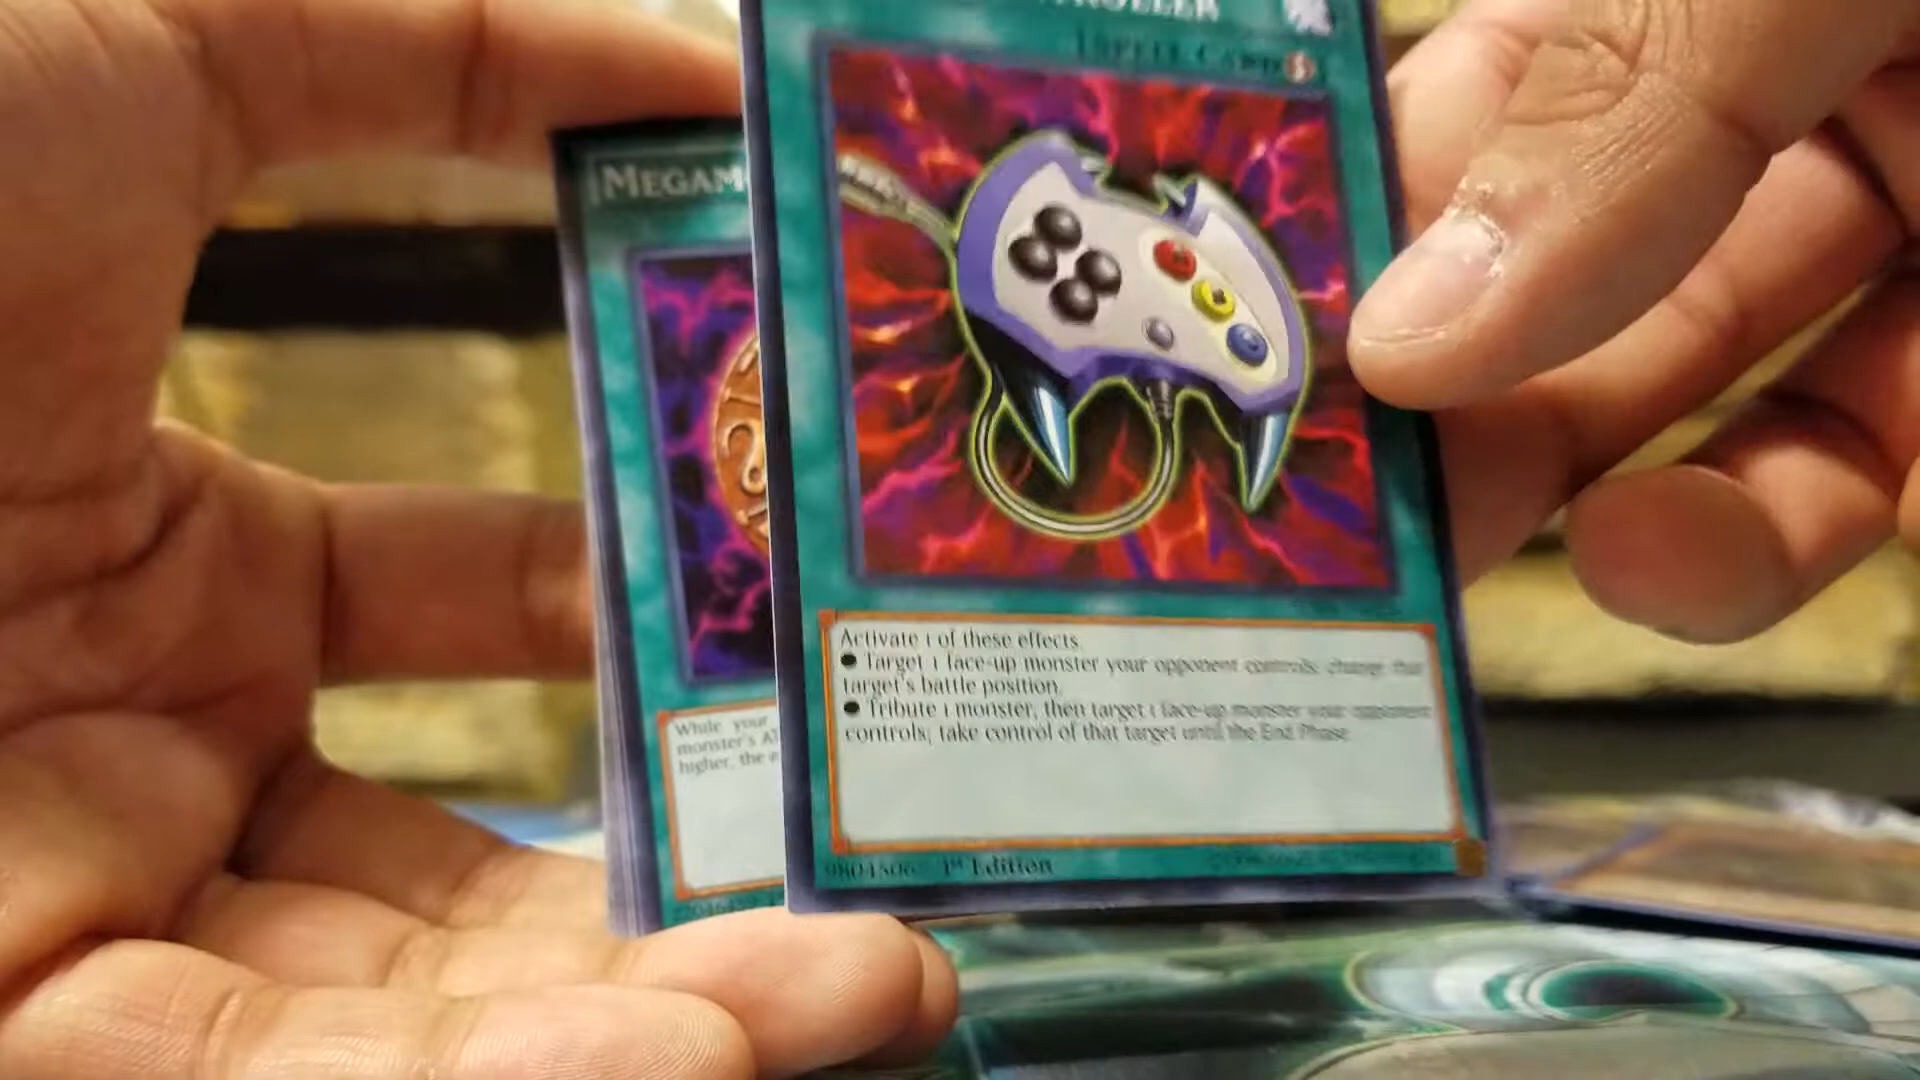 [SPELL CARD
MEGAM
Activate 1 of these effects.
● Target 1 face-up monster your opponent controls; change that
target's battle position.
● Tribute 1 monster, then target 1 face-up monster your opponent
controls; take control of that target until the End Phase.
1st Edition
While your
monster's
higher, the